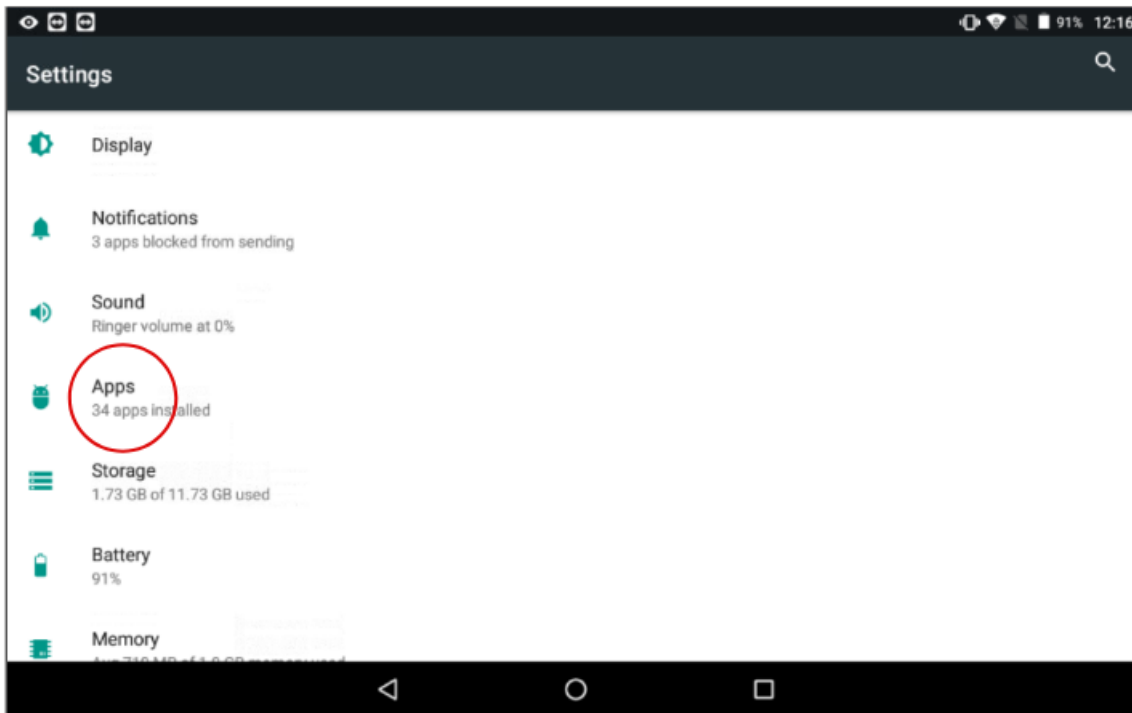 91% 12:16
Settings
Display
Notifications
3 apps blocked from sending
Sound
Ringer volume at 0%
Apps
34 apps installed
Storage
1.73 GB of 11.73 GB used
Battery
91%
Memory